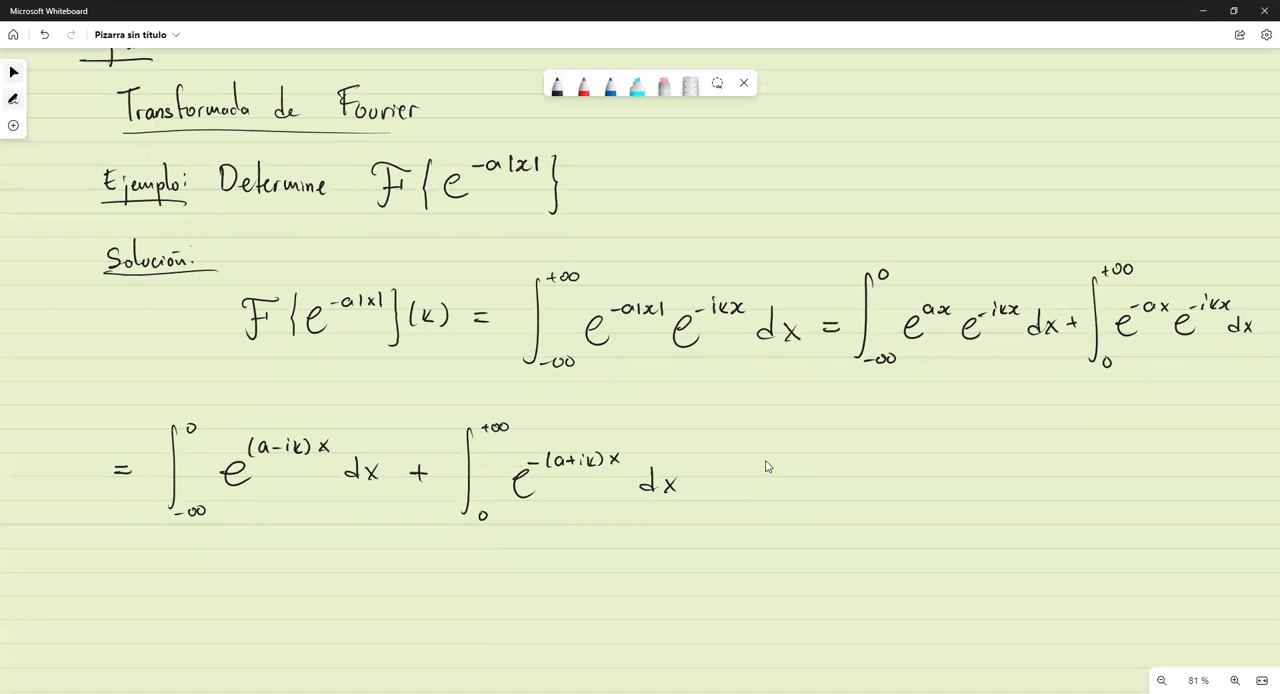 Microsoft Whiteboard
Pizarra sin título
Transformada de Fourier
Ejemplo: Determine ℱ{e^{-a|x|}}
Solución:
ℱ{e^{-a|x|}}(k) = ∫_{-∞}^{+∞} e^{-a|x|} e^{-ikx} dx = ∫_{-∞}^{0} e^{ax} e^{-ikx} dx + ∫_{0}^{+∞} e^{-ax} e^{-ikx} dx
= ∫_{-∞}^{0} e^{(a-ik)x} dx + ∫_{0}^{+∞} e^{-(a+ik)x} dx
81 %